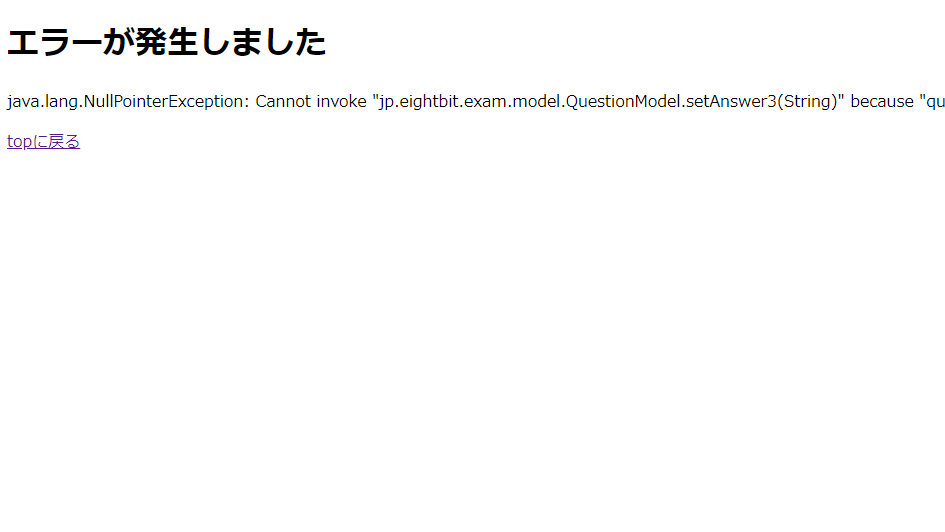 エラーが発生しました
java.lang.NullPointerException: Cannot invoke "jp.eightbit.exam.model.QuestionModel.setAnswer3(String)" because "qu
topに戻る